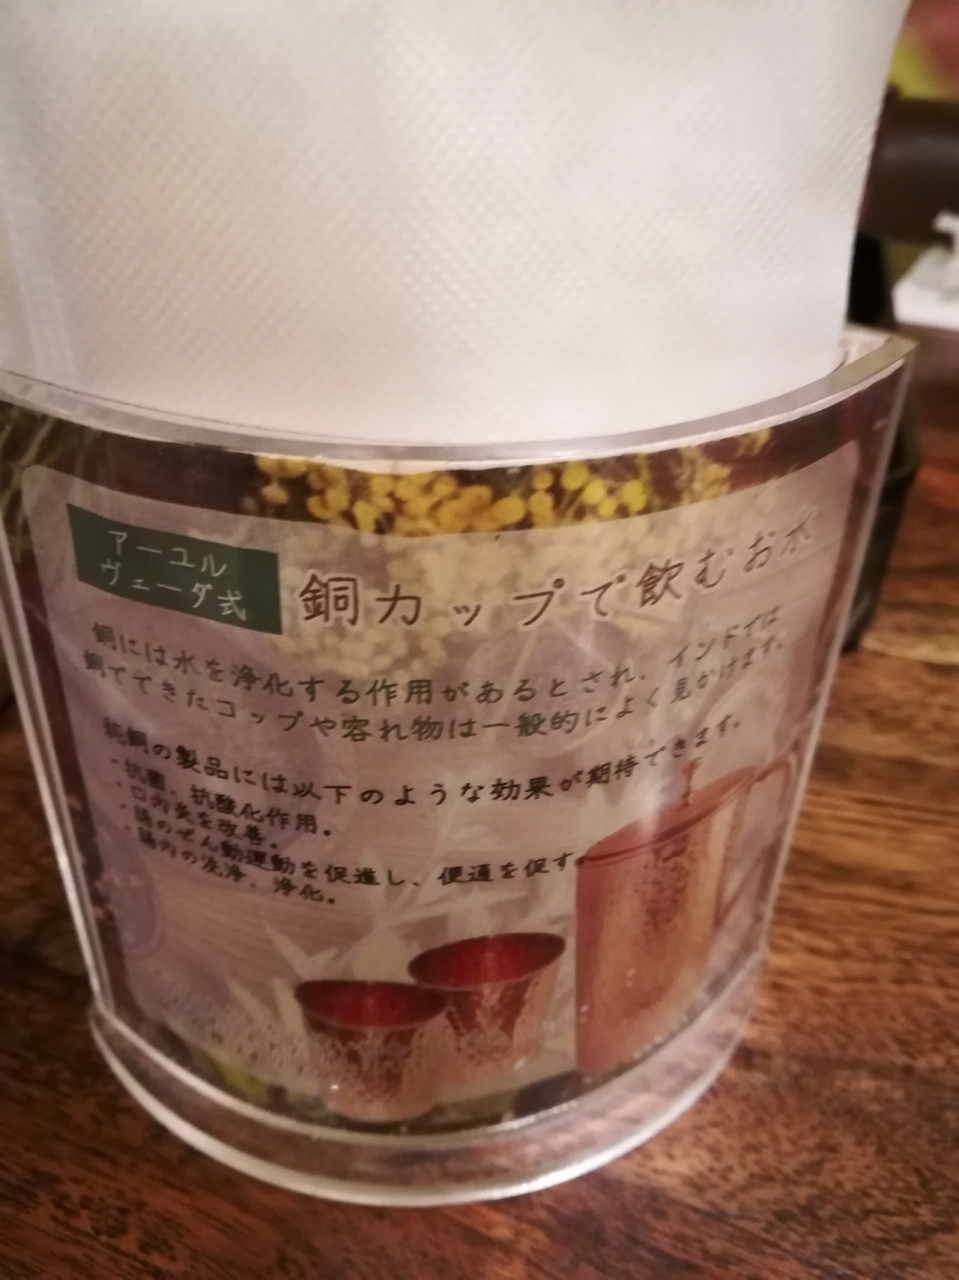 アーユル
ヴェーダ式
銅カップで飲むお水
銅には水を浄化する作用があるとされ、インドでは
銅でできたコップや容れ物は一般的によく見かけます。
純銅の製品には以下のような効果が期待できます。
・抗菌、抗酸化作用。
・口内炎を改善。
・腸のぜん動運動を促進し、便通を促す。
・腸内の洗浄、浄化。